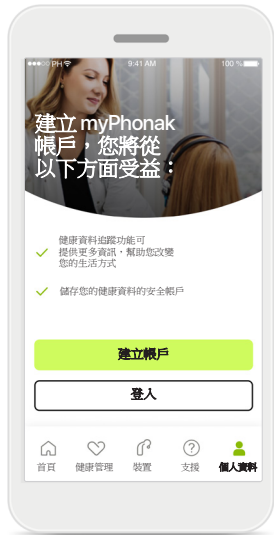 PH 9:41 AM 100 %
建立 myPhonak
帳戶，您將從
以下方面受益：
健康資料追蹤功能可
提供更多資訊，幫助您改變
您的生活方式
儲存您的健康資料的安全帳戶
建立帳戶
登入
首頁 健康管理 裝置 支援 個人資料